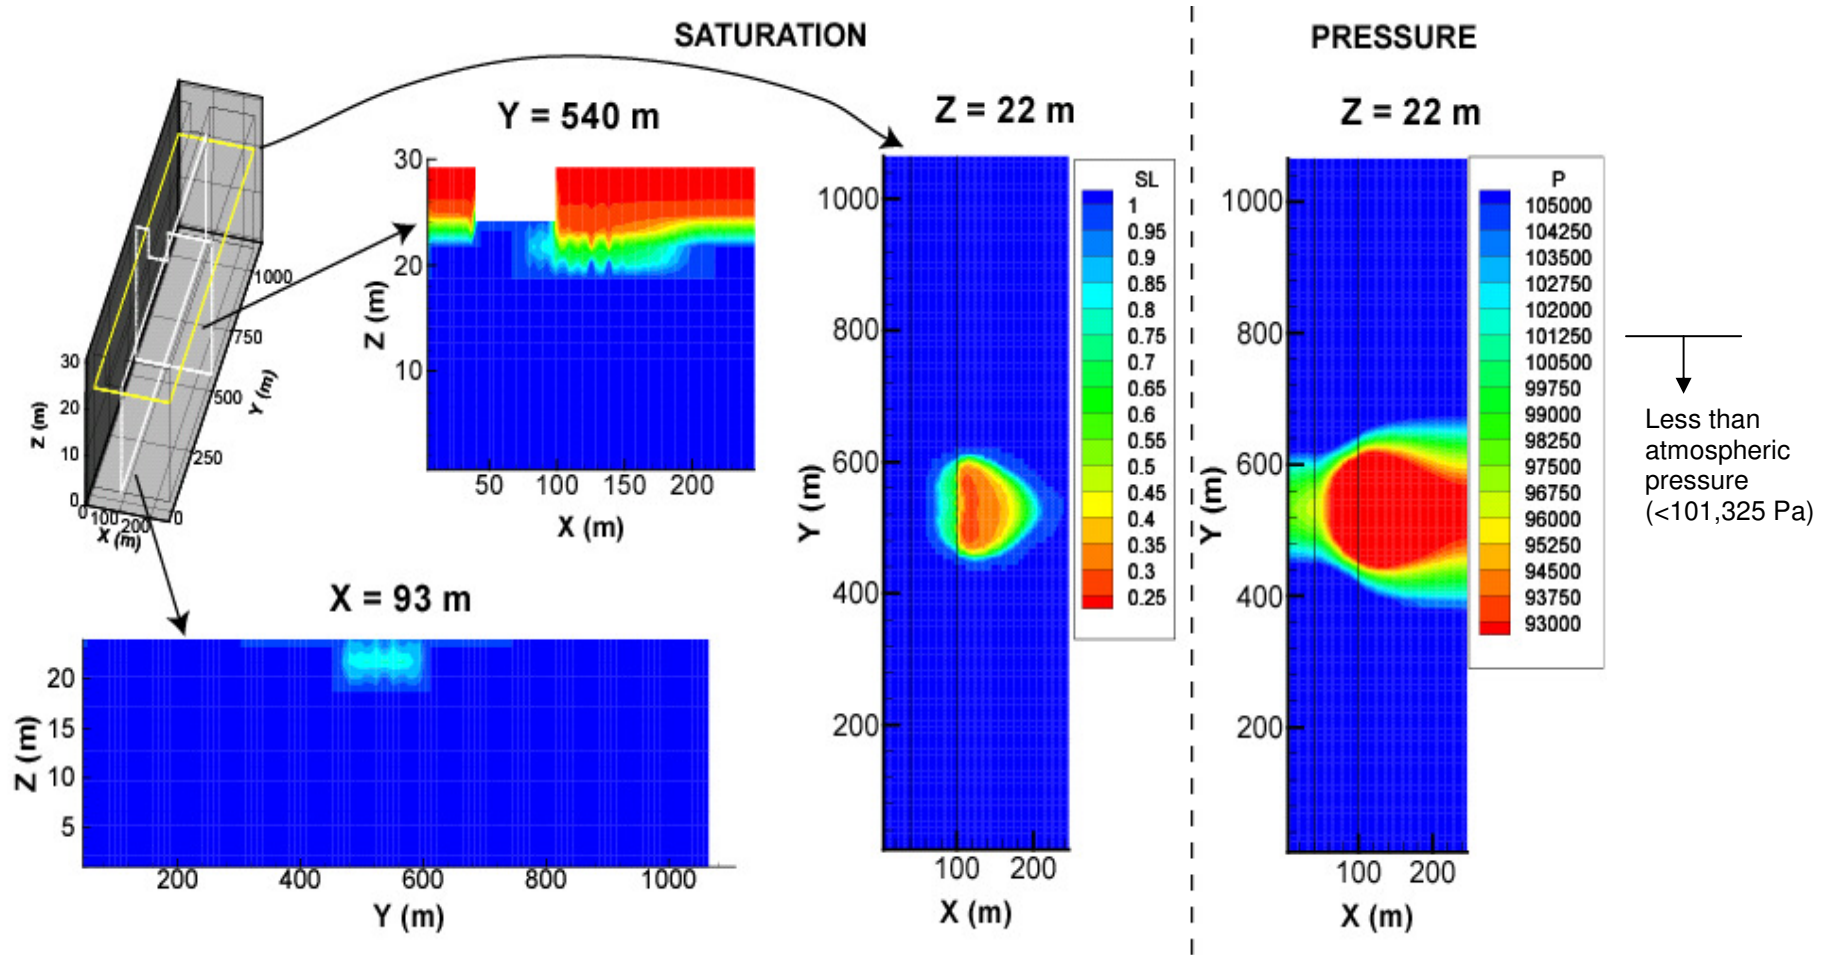 SATURATION
PRESSURE
Y = 540 m
Z = 22 m
Z = 22 m
30
20
10
Z (m)
50 100 150 200
X (m)
1000
750
500
250
0
Y (m)
30
20
10
0
Z (m)
0 100 200
X (m)
X = 93 m
20
15
10
5
Z (m)
200 400 600 800 1000
Y (m)
1000
800
600
400
200
Y (m)
100 200
X (m)
SL
1
0.95
0.9
0.85
0.8
0.75
0.7
0.65
0.6
0.55
0.5
0.45
0.4
0.35
0.3
0.25
1000
800
600
400
200
Y (m)
100 200
X (m)
P
105000
104250
103500
102750
102000
101250
100500
99750
99000
98250
97500
96750
96000
95250
94500
93750
93000
Less than
atmospheric
pressure
(<101,325 Pa)